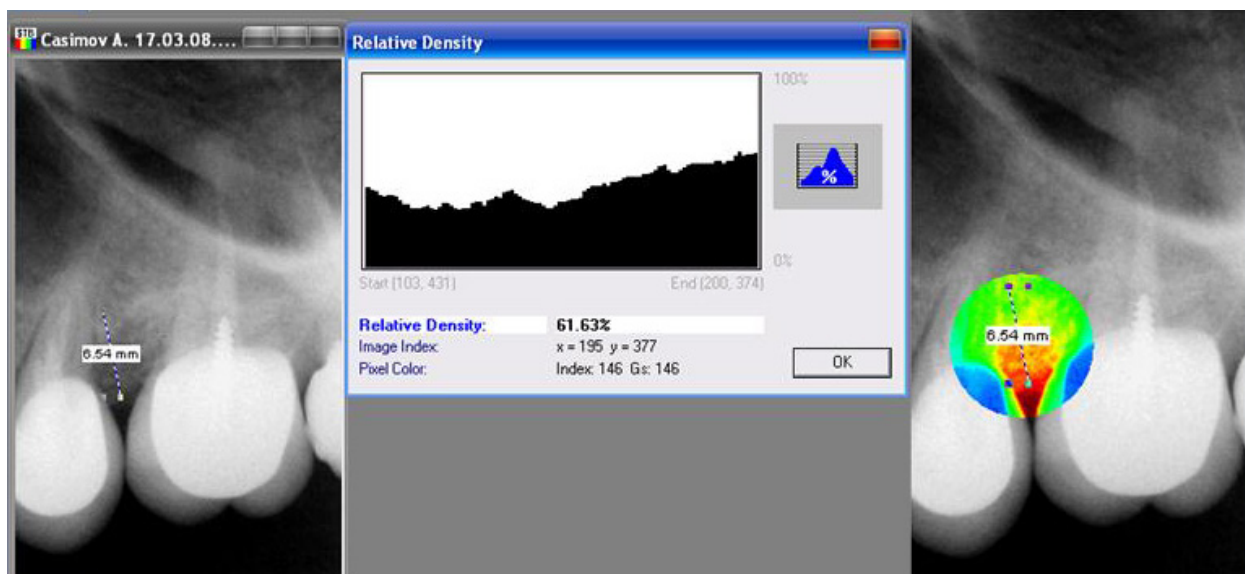 Casimov A. 17.03.08....
6.54 mm
Relative Density
100%
%
0%
Start (103, 431)
End (200, 374)
Relative Density: 61.63%
Image Index: x = 195 y = 377
Pixel Color: Index: 146 Gs: 146
OK
6.54 mm